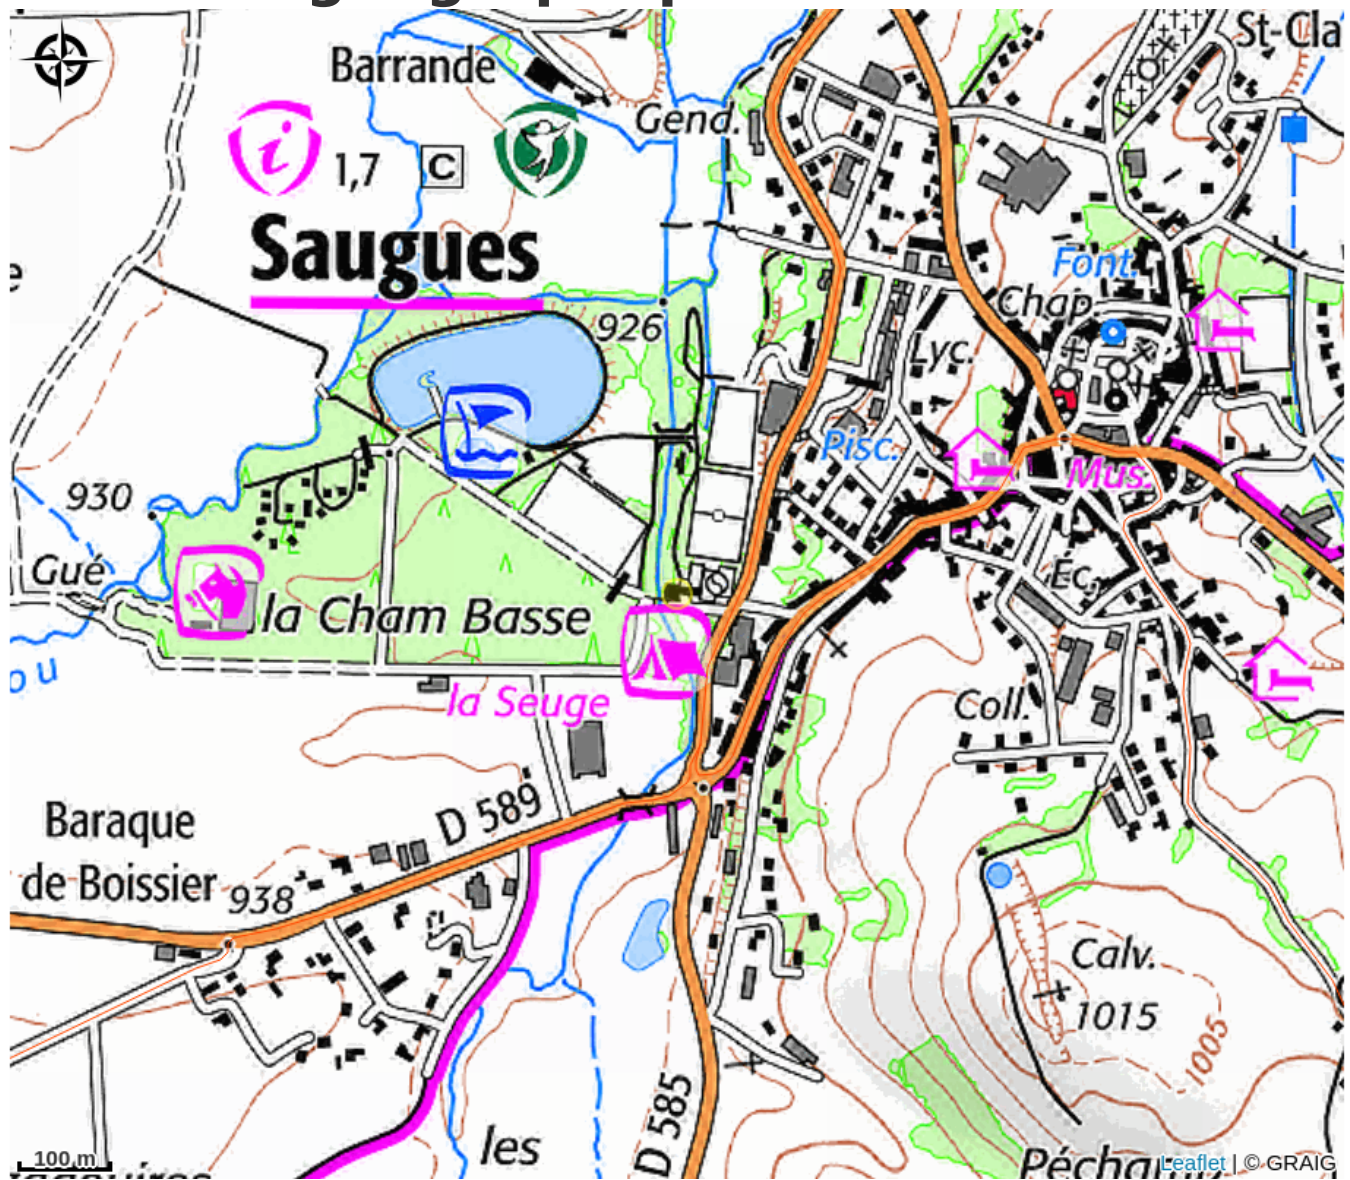 St-Cla
Barrande
Gend.
1,7
C
Saugues
Font.
Chap.
926
Lyc.
Pisc.
Mus.
930
Gué
Éc.
la Cham Basse
la Seuge
Coll.
ou
D 589
Baraque
de Boissier
938
Calv.
1015
1005
D 585
les
100 m
Leaflet | © GRAIG